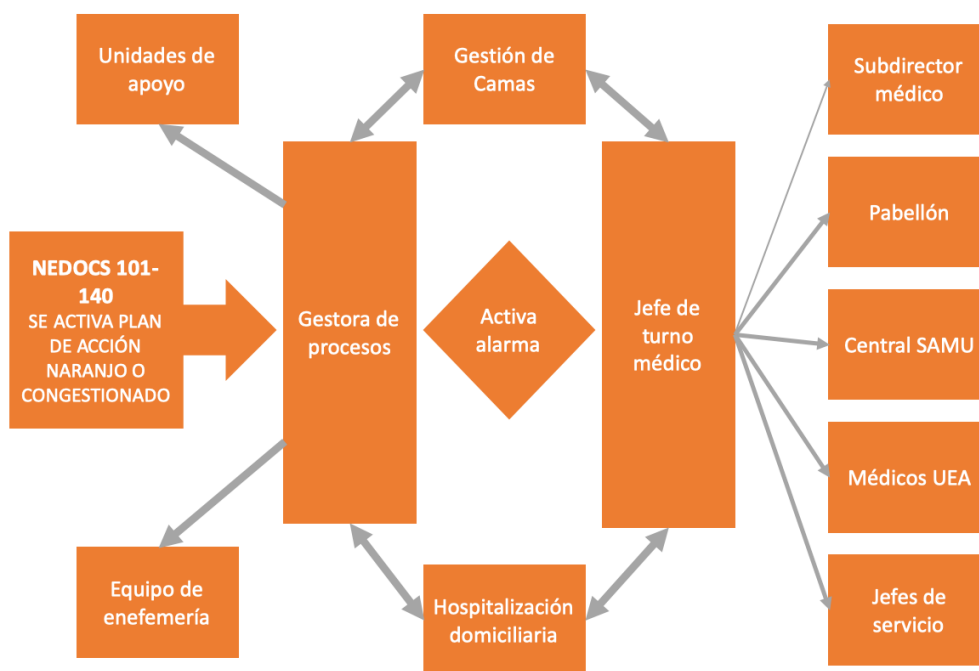 Unidades de
apoyo
Gestión de
Camas
Subdirector
médico
Pabellón
NEDOCS 101-
140
SE ACTIVA PLAN
DE ACCIÓN
NARANJO O
CONGESTIONADO
Gestora de
procesos
Activa
alarma
Jefe de
turno
médico
Central SAMU
Médicos UEA
Equipo de
enefemería
Hospitalización
domiciliaria
Jefes de
servicio